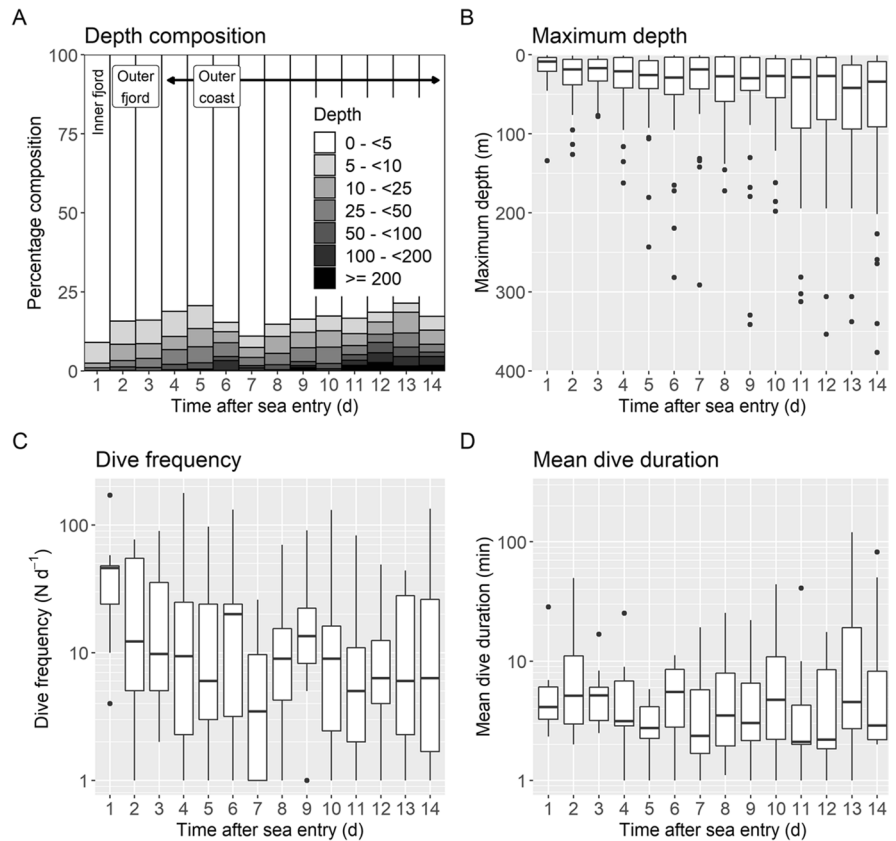 A
Depth composition
Percentage composition
100
75
50
25
0
Inner fjord
Outer
fjord
Outer
coast
Depth
0 - <5
5 - <10
10 - <25
25 - <50
50 - <100
100 - <200
>= 200
1 2 3 4 5 6 7 8 9 10 11 12 13 14
Time after sea entry (d)
B
Maximum depth
Maximum depth (m)
0
100
200
300
400
1 2 3 4 5 6 7 8 9 10 11 12 13 14
Time after sea entry (d)
C
Dive frequency
Dive frequency (N d⁻¹)
100
10
1
1 2 3 4 5 6 7 8 9 10 11 12 13 14
Time after sea entry (d)
D
Mean dive duration
Mean dive duration (min)
100
10
1
1 2 3 4 5 6 7 8 9 10 11 12 13 14
Time after sea entry (d)